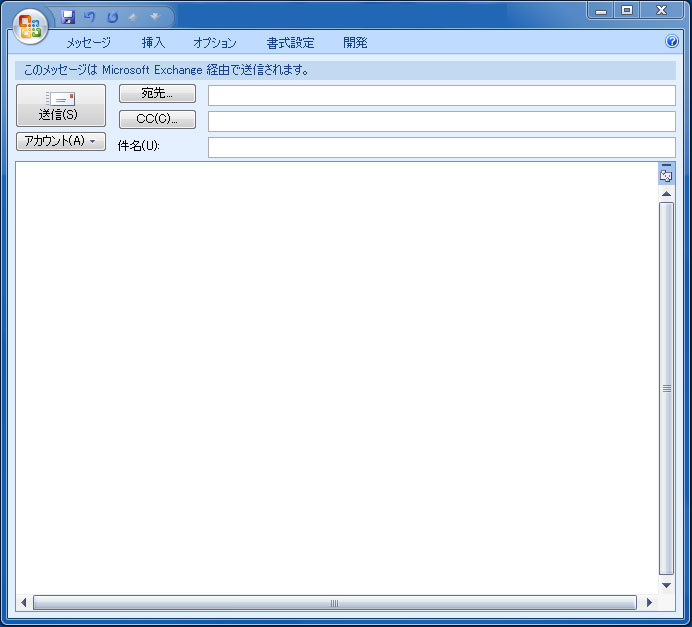 メッセージ 挿入 オプション 書式設定 開発
このメッセージは Microsoft Exchange 経由で送信されます。
送信(S)
宛先...
CC(C)...
アカウント(A)
件名(U):